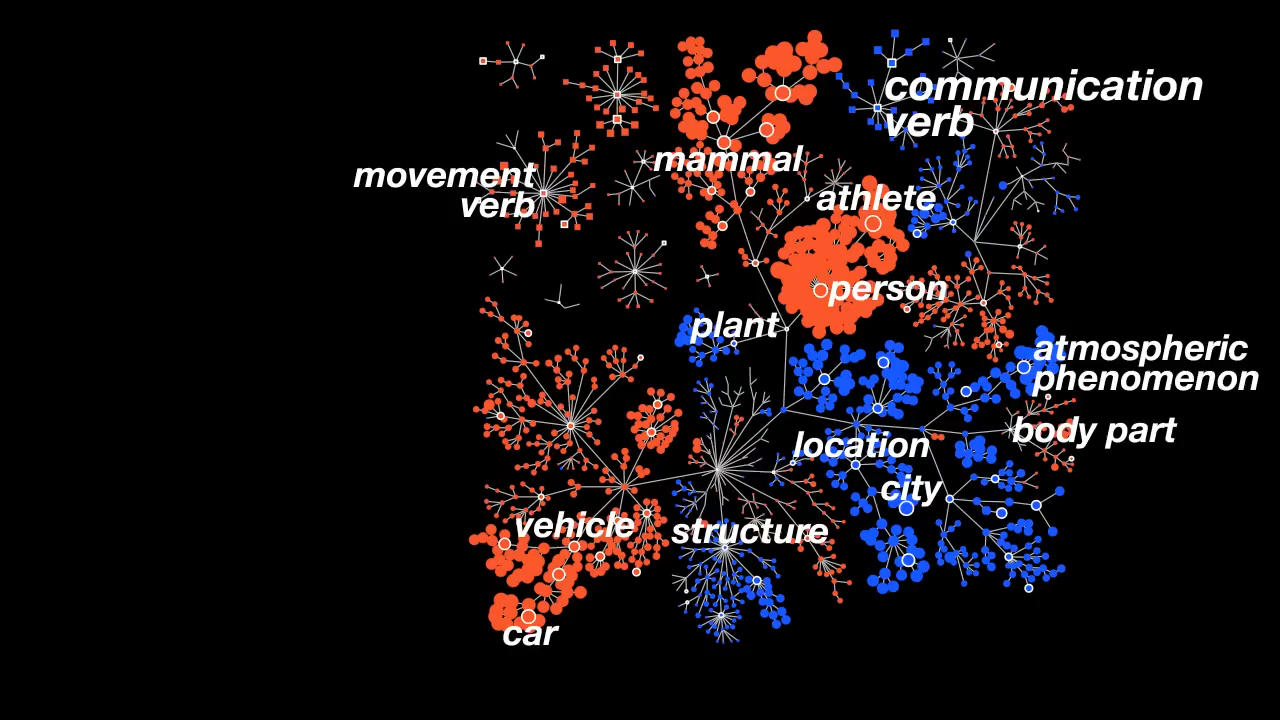 communication
verb
mammal
movement
verb
athlete
person
plant
atmospheric
phenomenon
body part
location
city
vehicle
structure
car